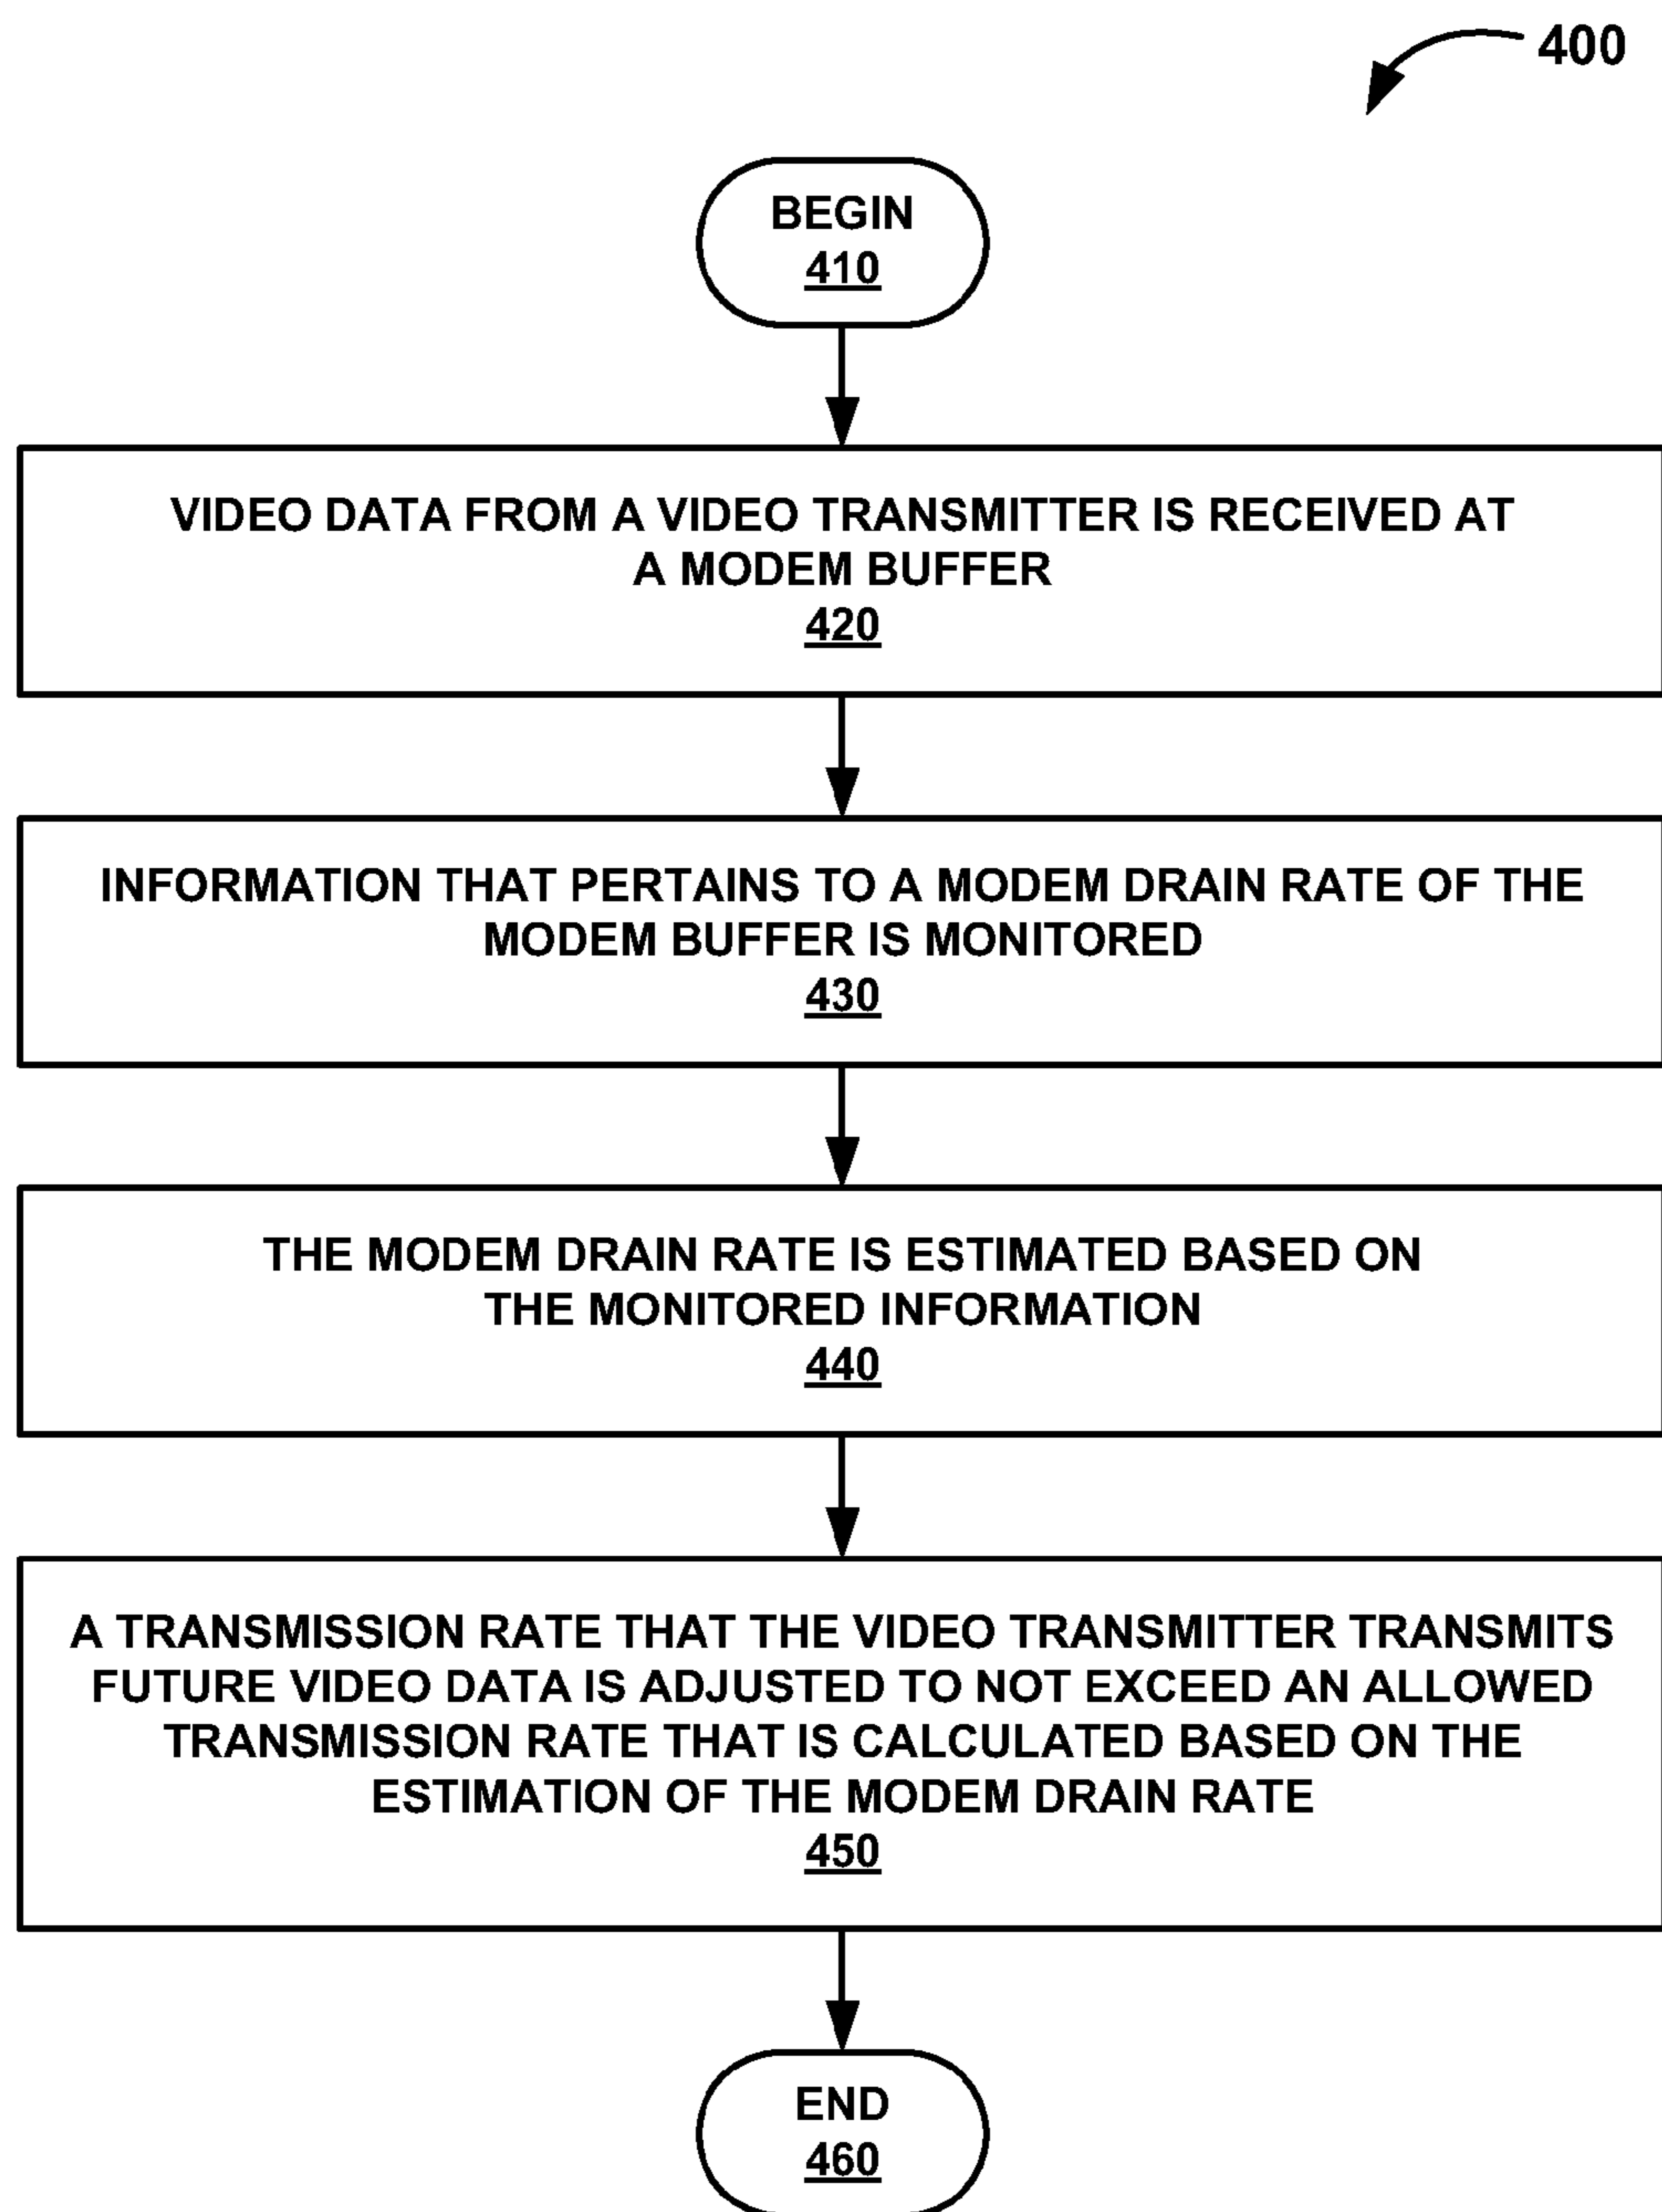 400
BEGIN
410
VIDEO DATA FROM A VIDEO TRANSMITTER IS RECEIVED AT
A MODEM BUFFER
420
INFORMATION THAT PERTAINS TO A MODEM DRAIN RATE OF THE
MODEM BUFFER IS MONITORED
430
THE MODEM DRAIN RATE IS ESTIMATED BASED ON
THE MONITORED INFORMATION
440
A TRANSMISSION RATE THAT THE VIDEO TRANSMITTER TRANSMITS
FUTURE VIDEO DATA IS ADJUSTED TO NOT EXCEED AN ALLOWED
TRANSMISSION RATE THAT IS CALCULATED BASED ON THE
ESTIMATION OF THE MODEM DRAIN RATE
450
END
460